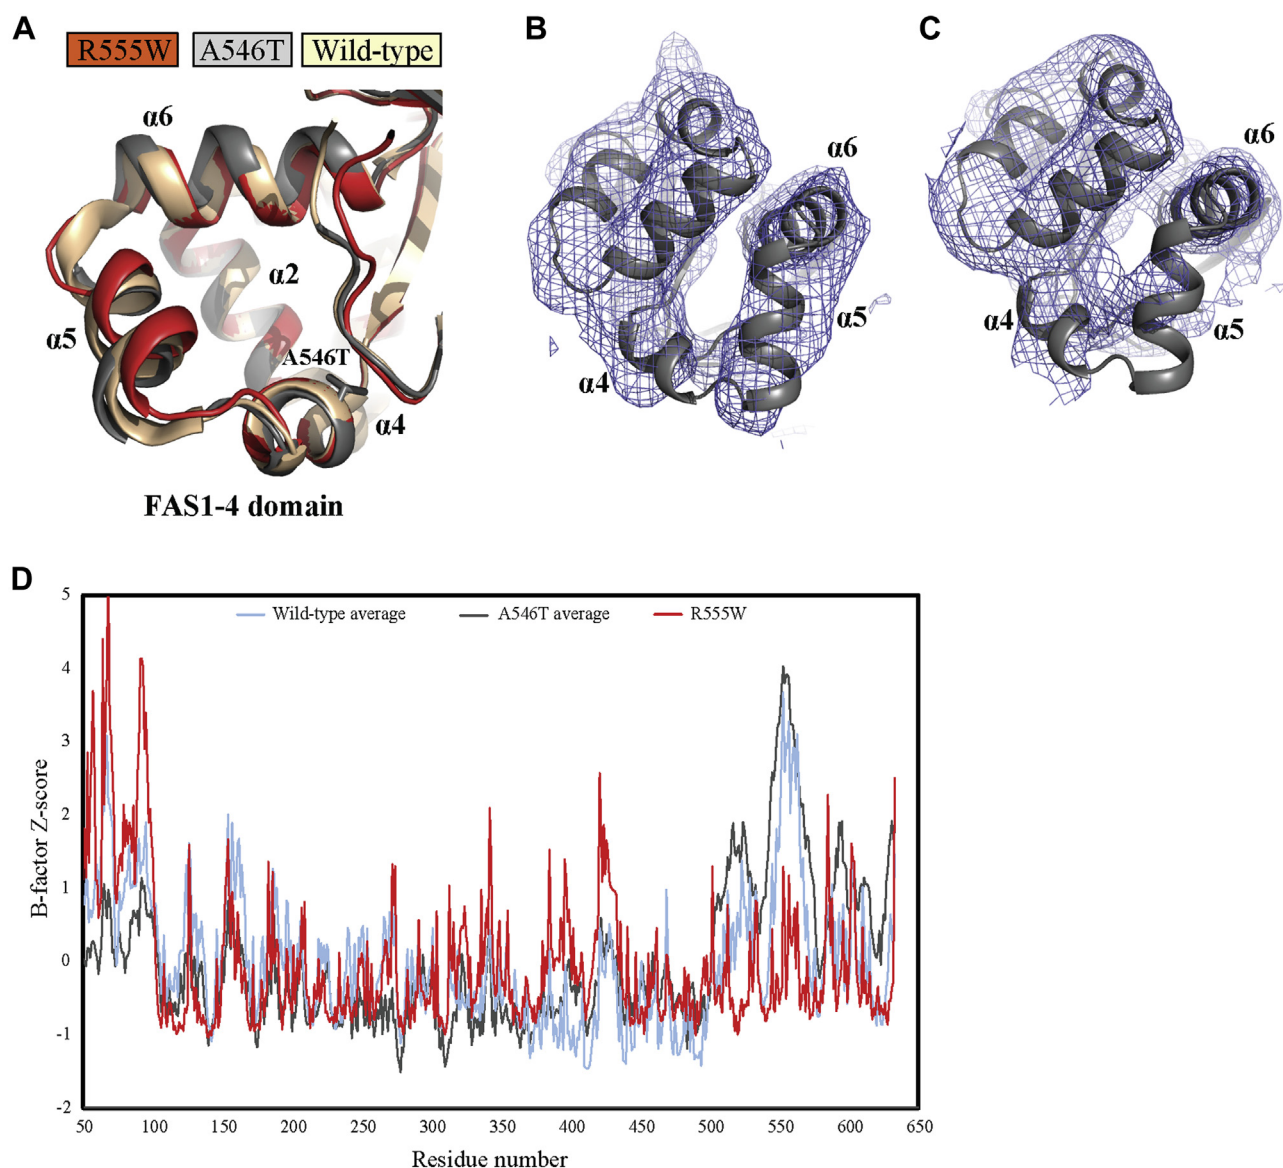 A
R555W
A546T
Wild-type
α6
α2
α5
A546T
α4
FAS1-4 domain
B
α6
α5
α4
C
α6
α4
α5
D
Wild-type average
A546T average
R555W
5
4
3
2
1
0
-1
-2
B-factor Z-score
50
100
150
200
250
300
350
400
450
500
550
600
650
Residue number